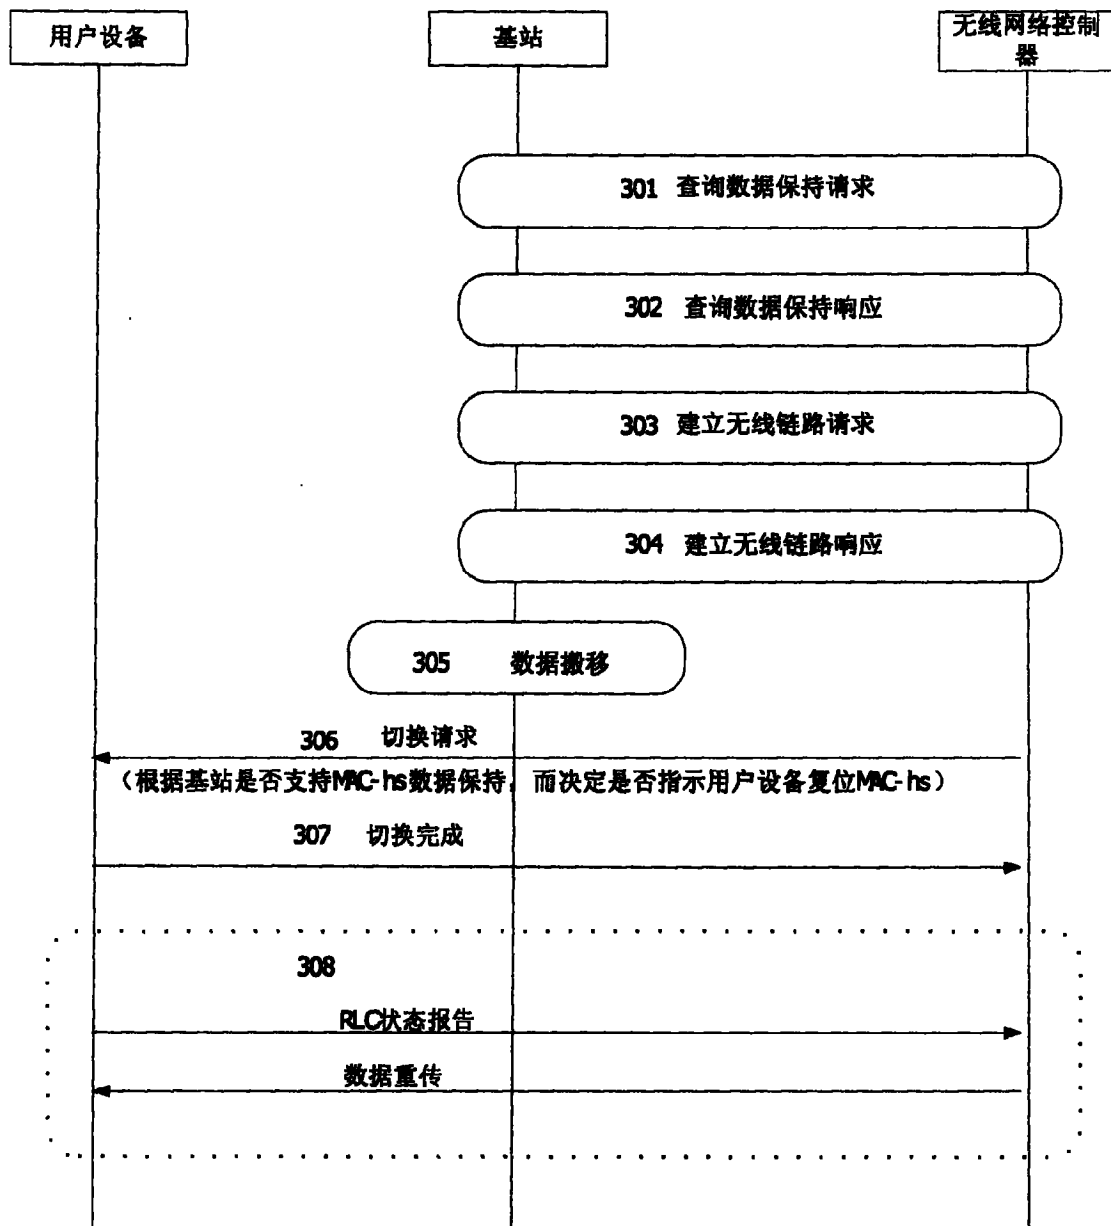 用户设备
基站
无线网络控制
器
301 查询数据保持请求
302 查询数据保持响应
303 建立无线链路请求
304 建立无线链路响应
305 数据搬移
306 切换请求
（根据基站是否支持MAC-hs数据保持，而决定是否指示用户设备复位MAC-hs）
307 切换完成
308
RLC状态报告
数据重传